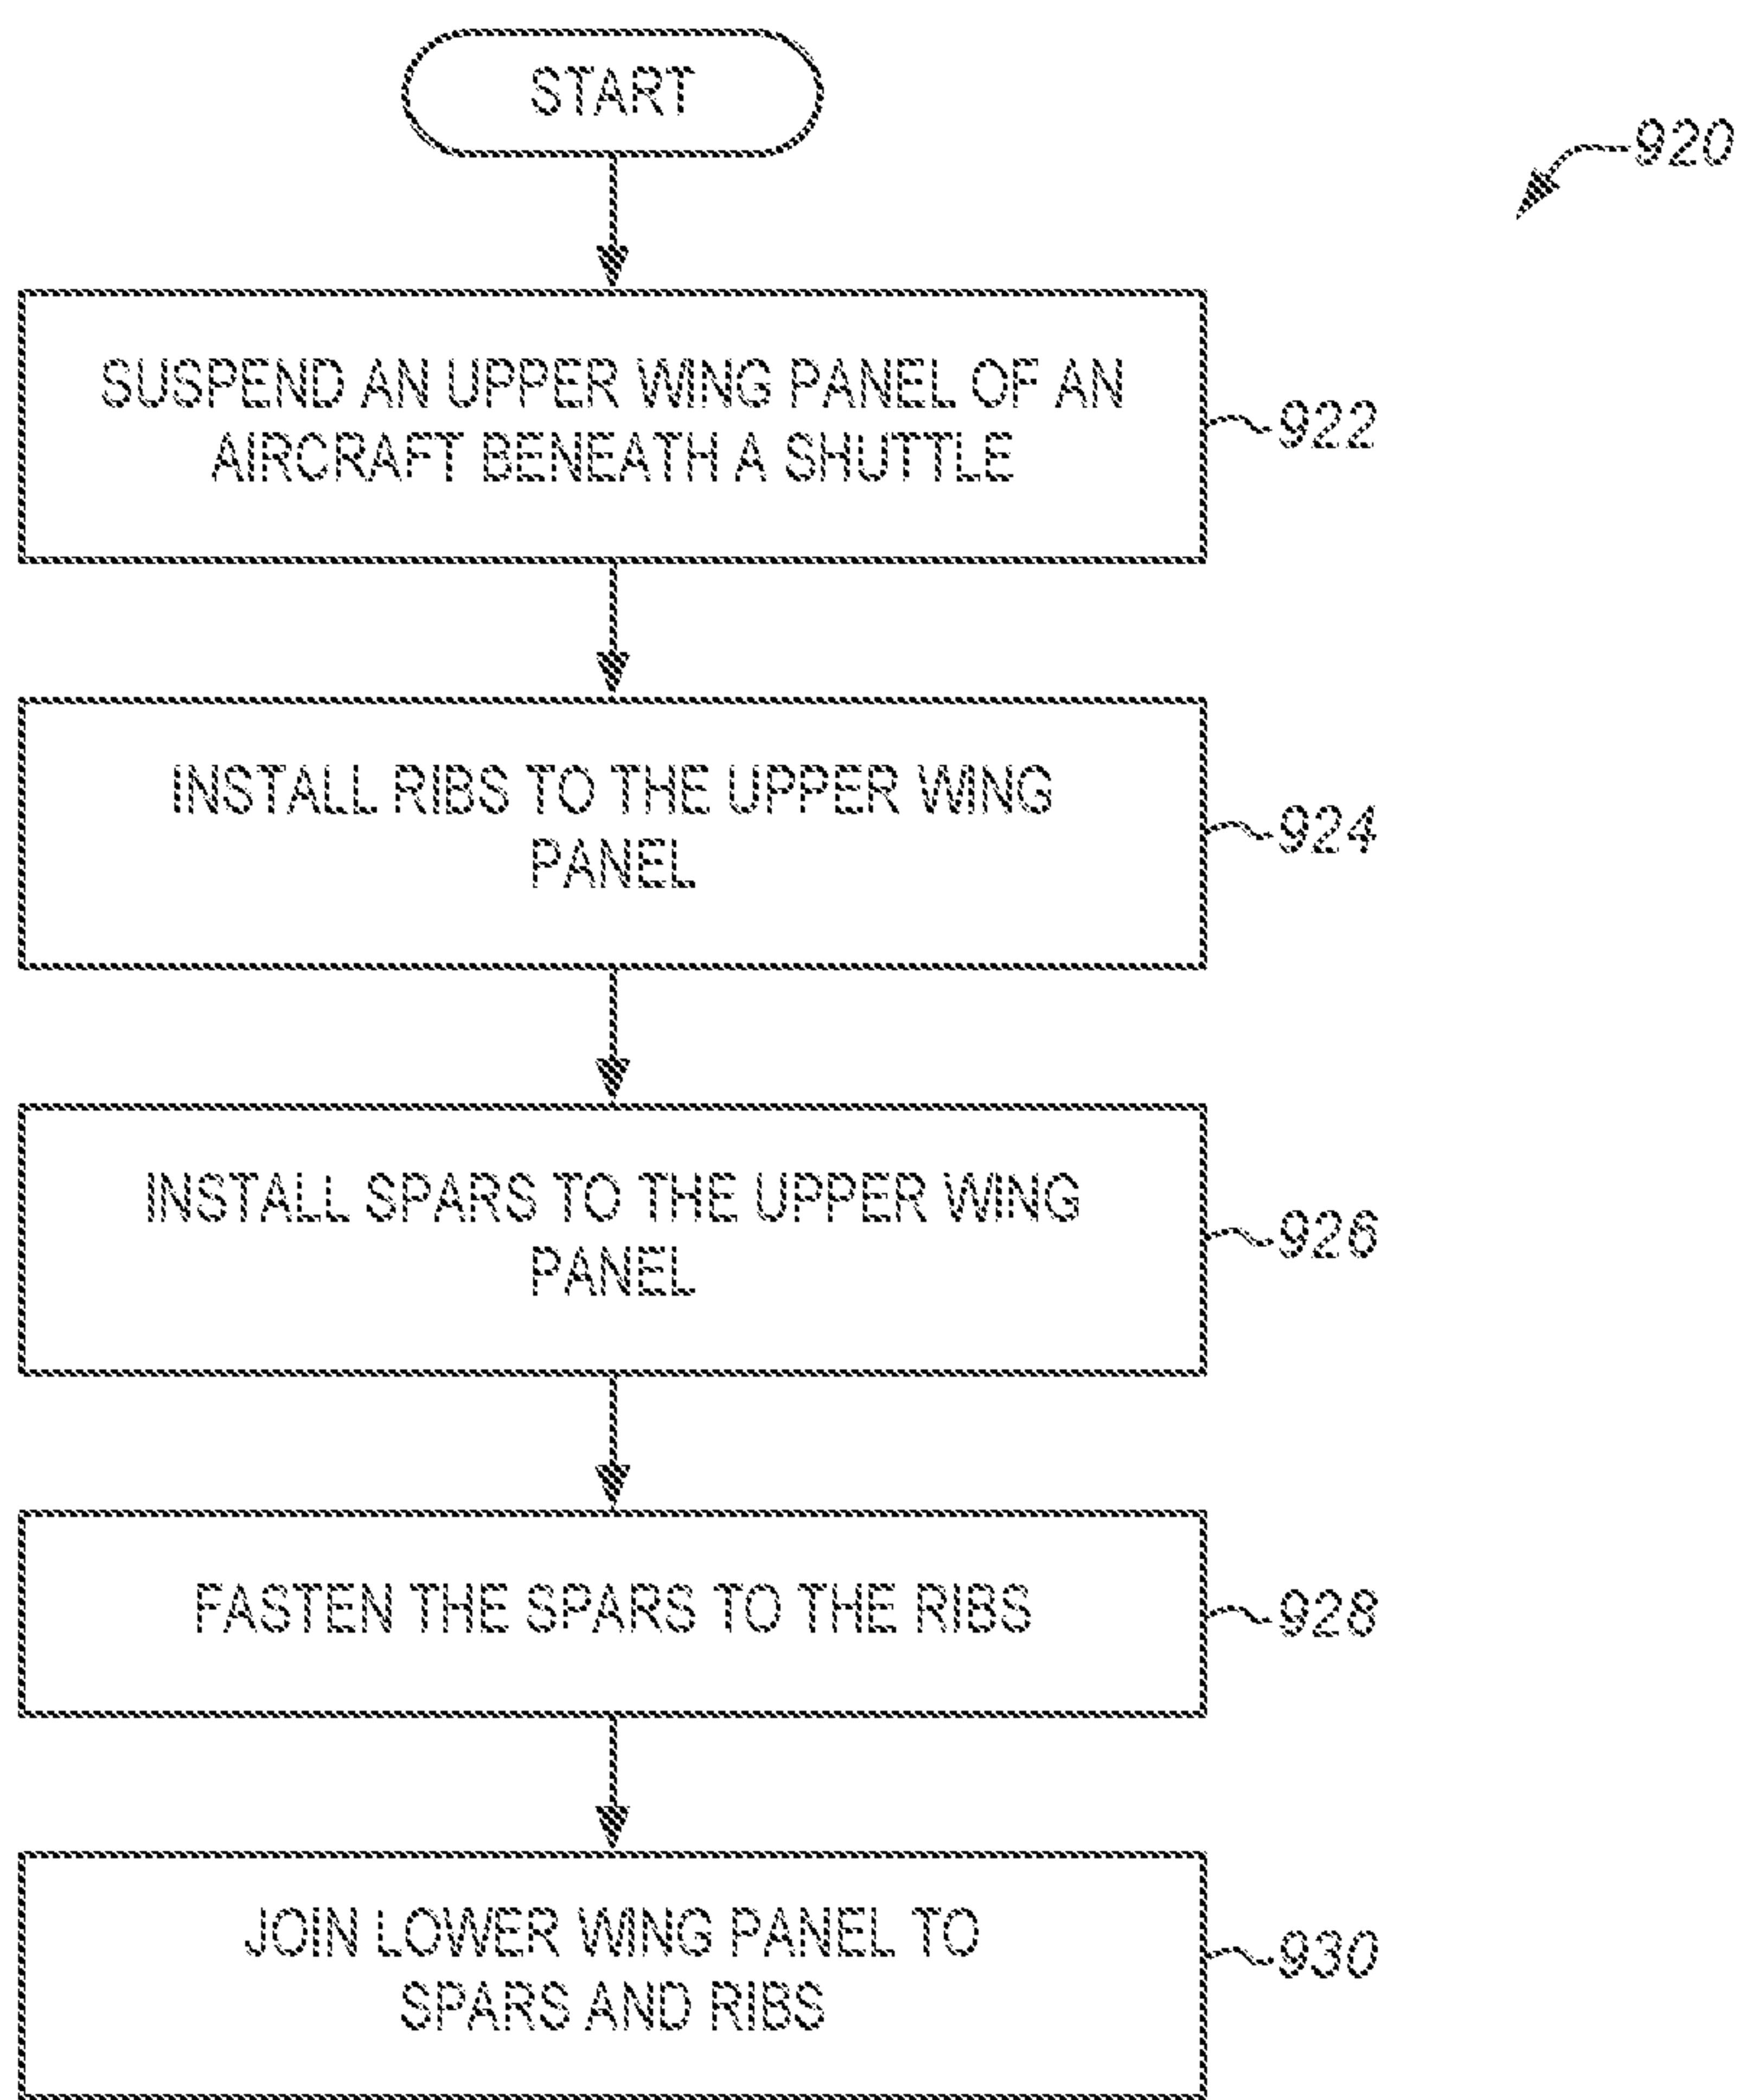 START
920
SUSPEND AN UPPER WING PANEL OF AN
AIRCRAFT BENEATH A SHUTTLE
922
INSTALL RIBS TO THE UPPER WING
PANEL
924
INSTALL SPARS TO THE UPPER WING
PANEL
926
FASTEN THE SPARS TO THE RIBS
928
JOIN LOWER WING PANEL TO
SPARS AND RIBS
930